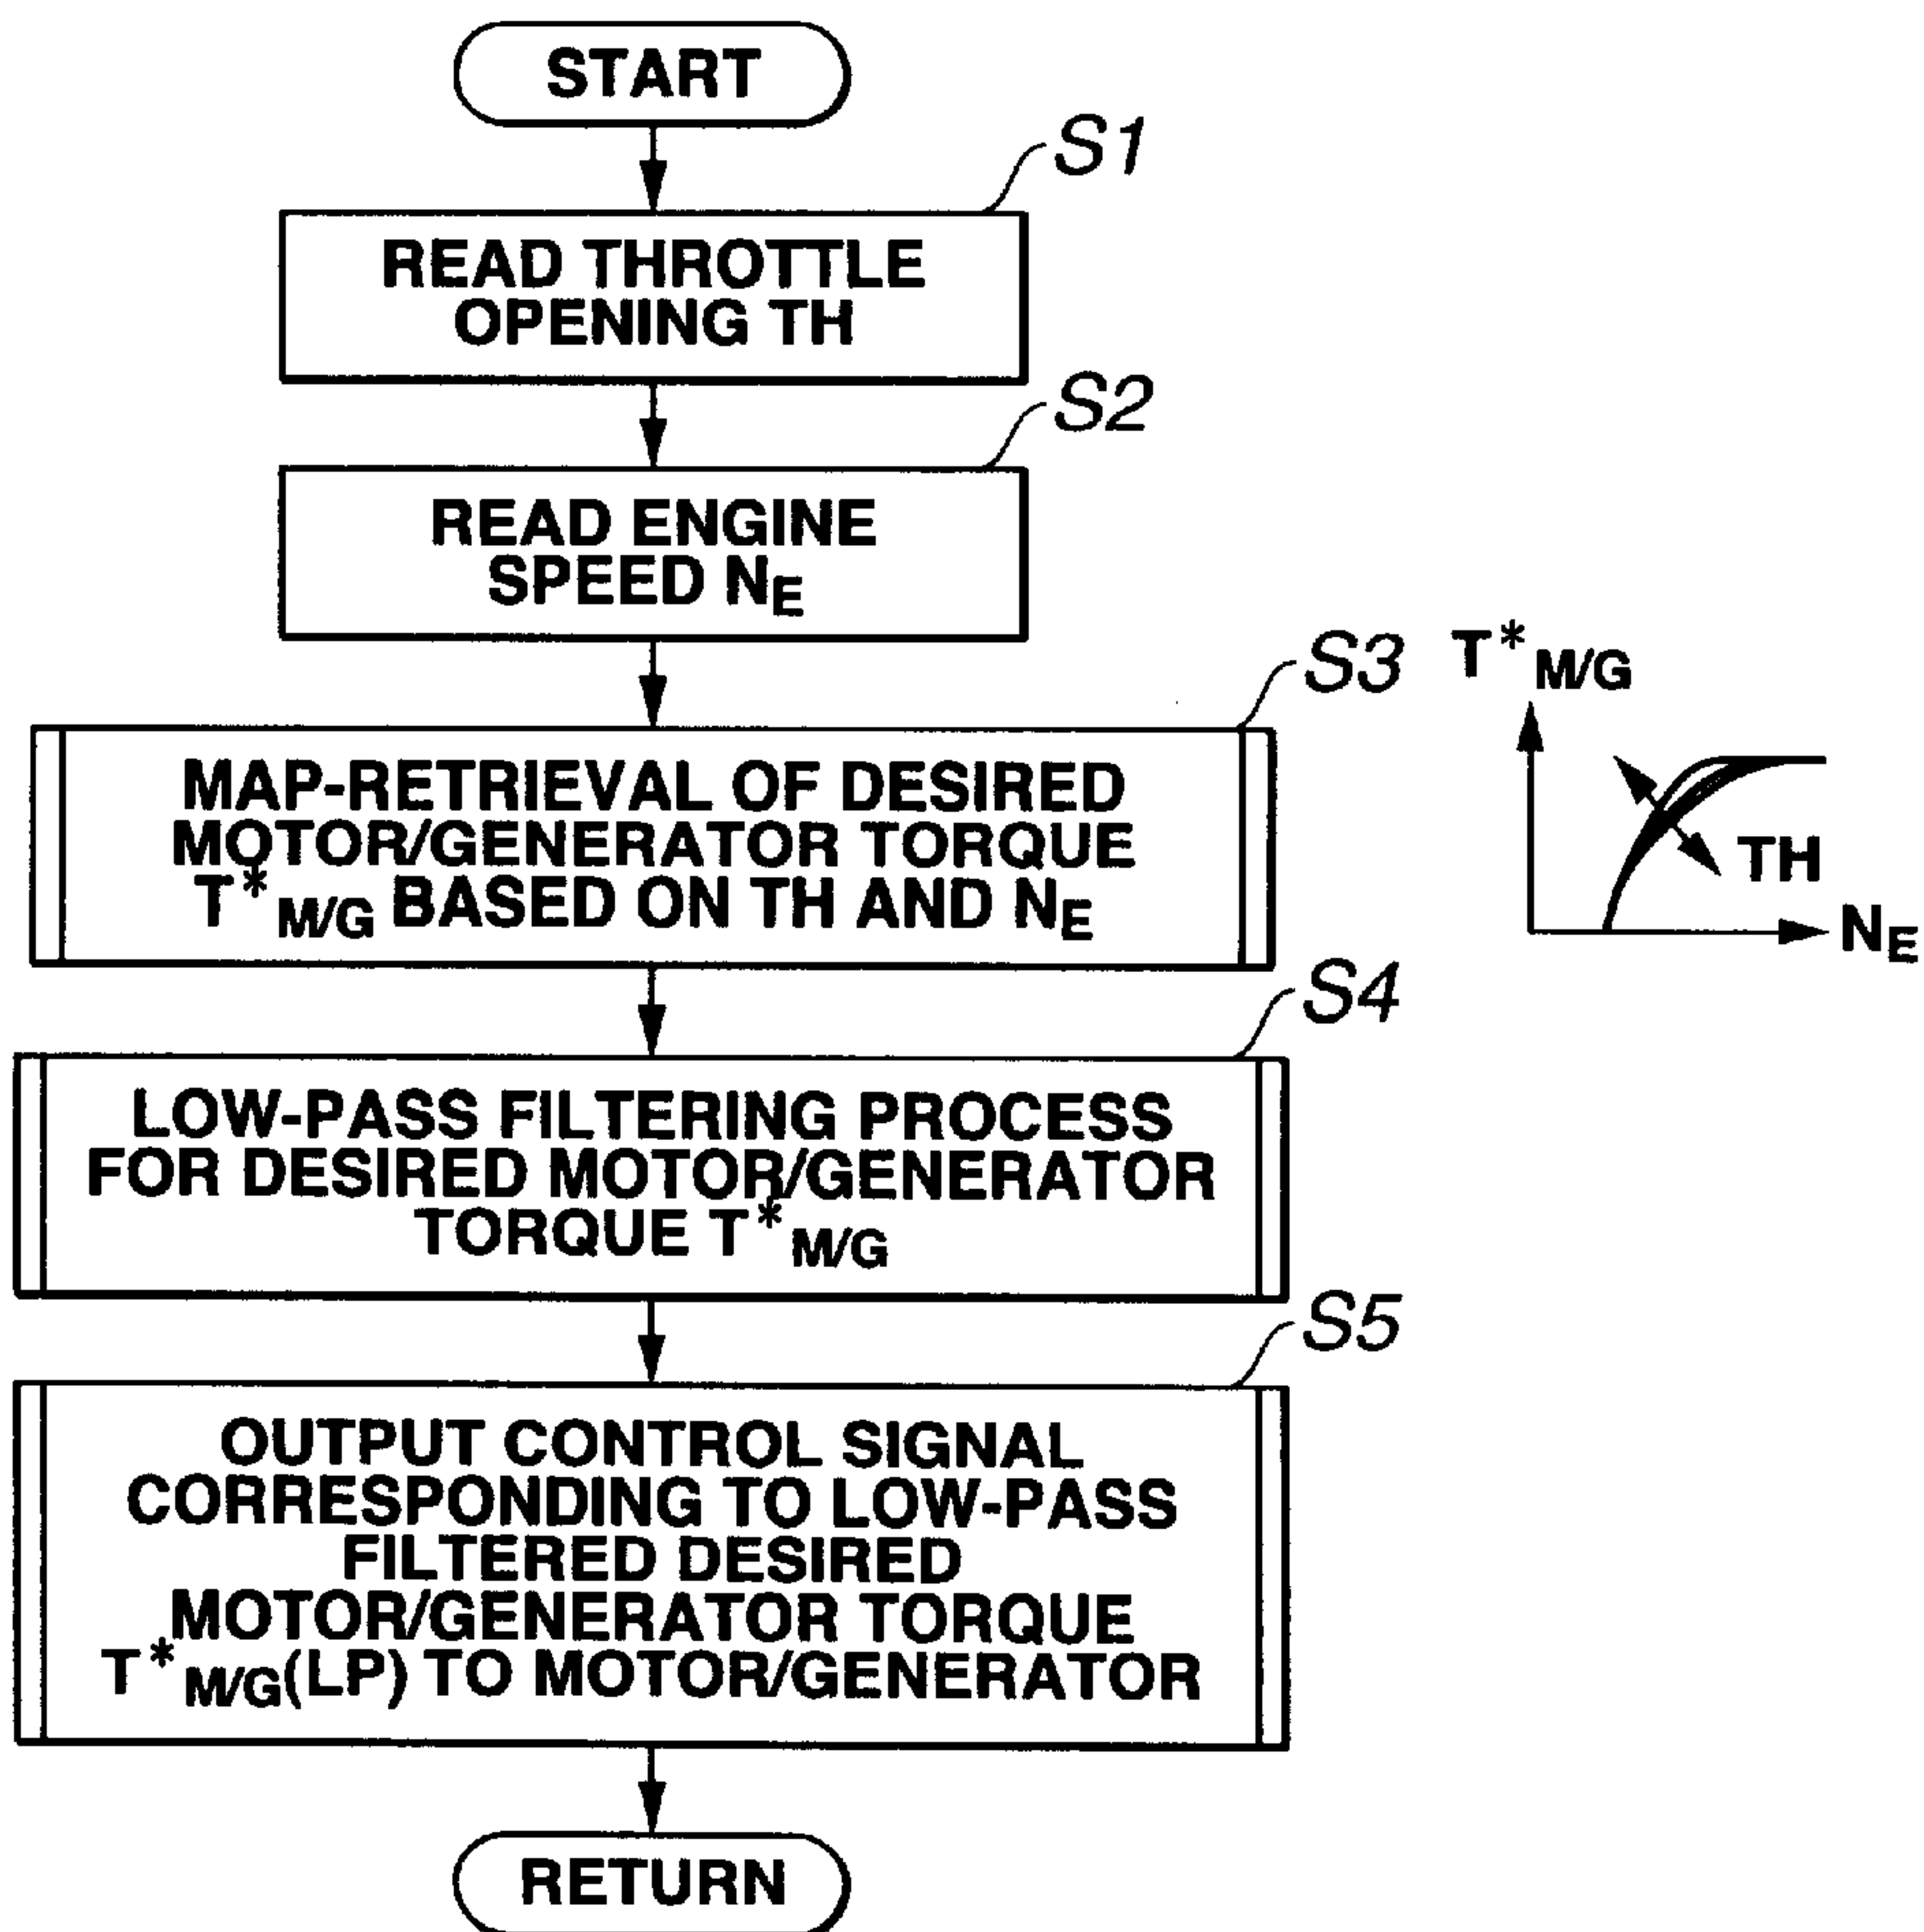 START
S1
READ THROTTLE
OPENING TH
S2
READ ENGINE
SPEED NE
S3
MAP-RETRIEVAL OF DESIRED
MOTOR/GENERATOR TORQUE
T*M/G BASED ON TH AND NE
T*M/G
TH
NE
S4
LOW-PASS FILTERING PROCESS
FOR DESIRED MOTOR/GENERATOR
TORQUE T*M/G
S5
OUTPUT CONTROL SIGNAL
CORRESPONDING TO LOW-PASS
FILTERED DESIRED
MOTOR/GENERATOR TORQUE
T*M/G(LP) TO MOTOR/GENERATOR
RETURN